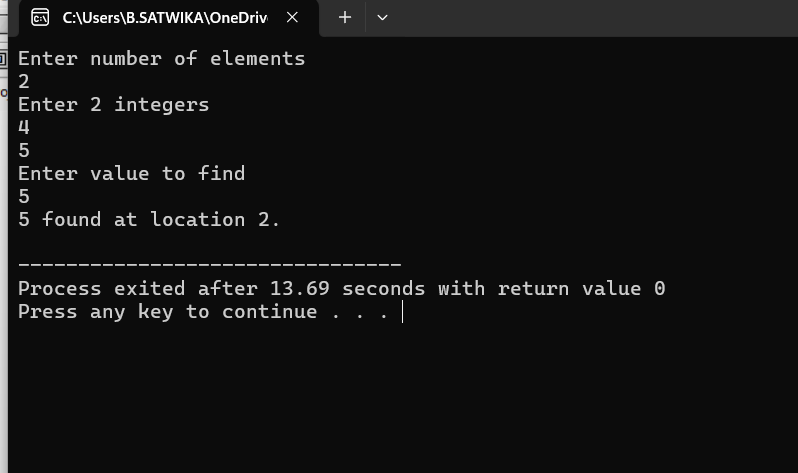 C:\Users\B.SATWIKA\OneDriv
Enter number of elements
2
Enter 2 integers
4
5
Enter value to find
5
5 found at location 2.
--------------------------------
Process exited after 13.69 seconds with return value 0
Press any key to continue . . .